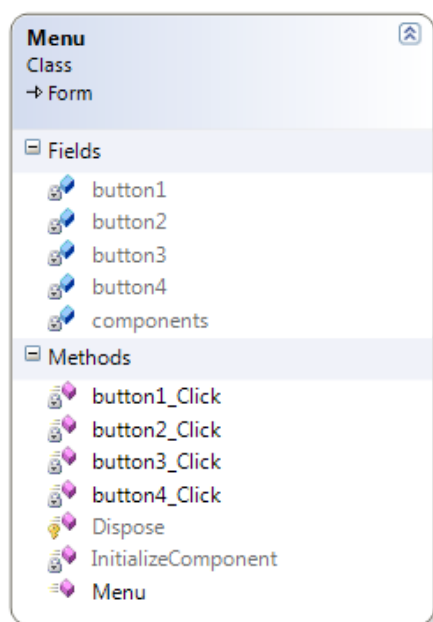 Menu
Class
Form
Fields
button1
button2
button3
button4
components
Methods
button1_Click
button2_Click
button3_Click
button4_Click
Dispose
InitializeComponent
Menu